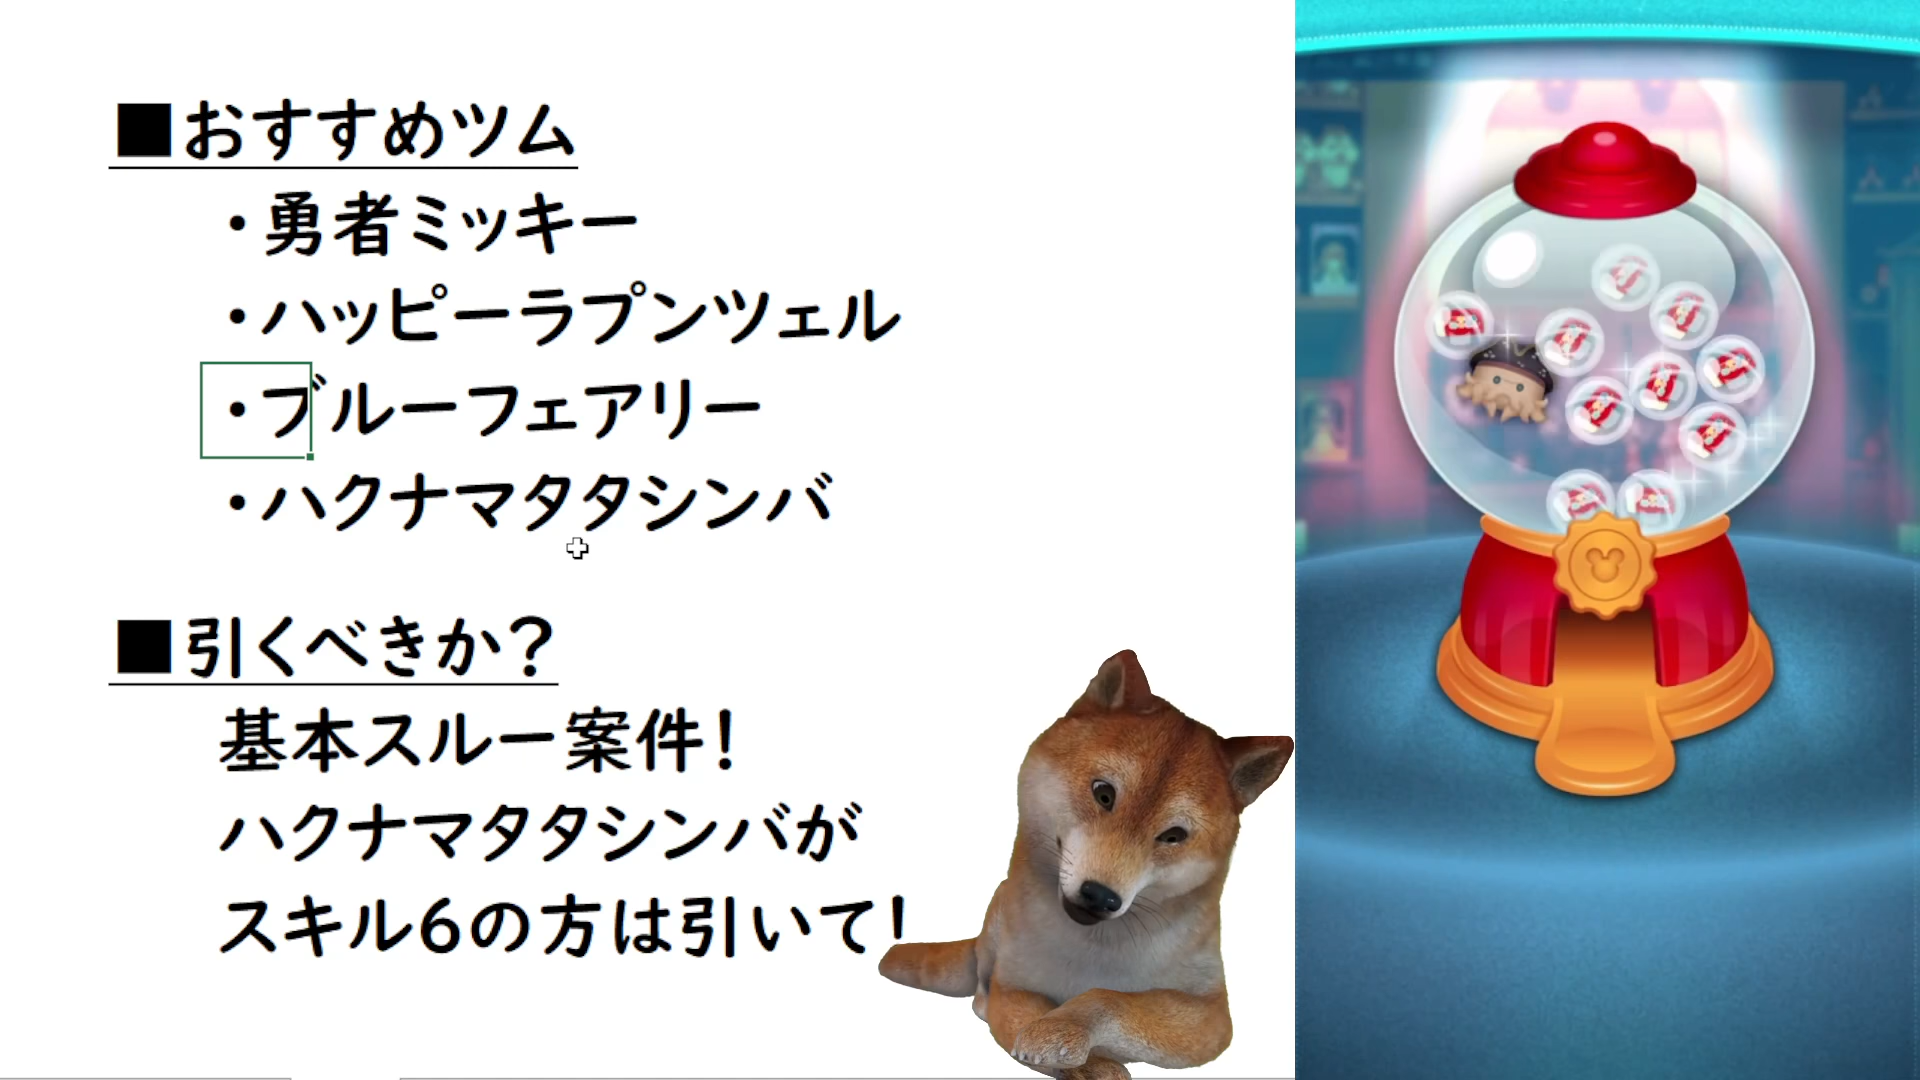 ■おすすめツム
・勇者ミッキー
・ハッピーラプンツェル
・ブルーフェアリー
・ハクナマタタシンバ
■引くべきか?
基本スルー案件!
ハクナマタタシンバが
スキル6の方は引いて!